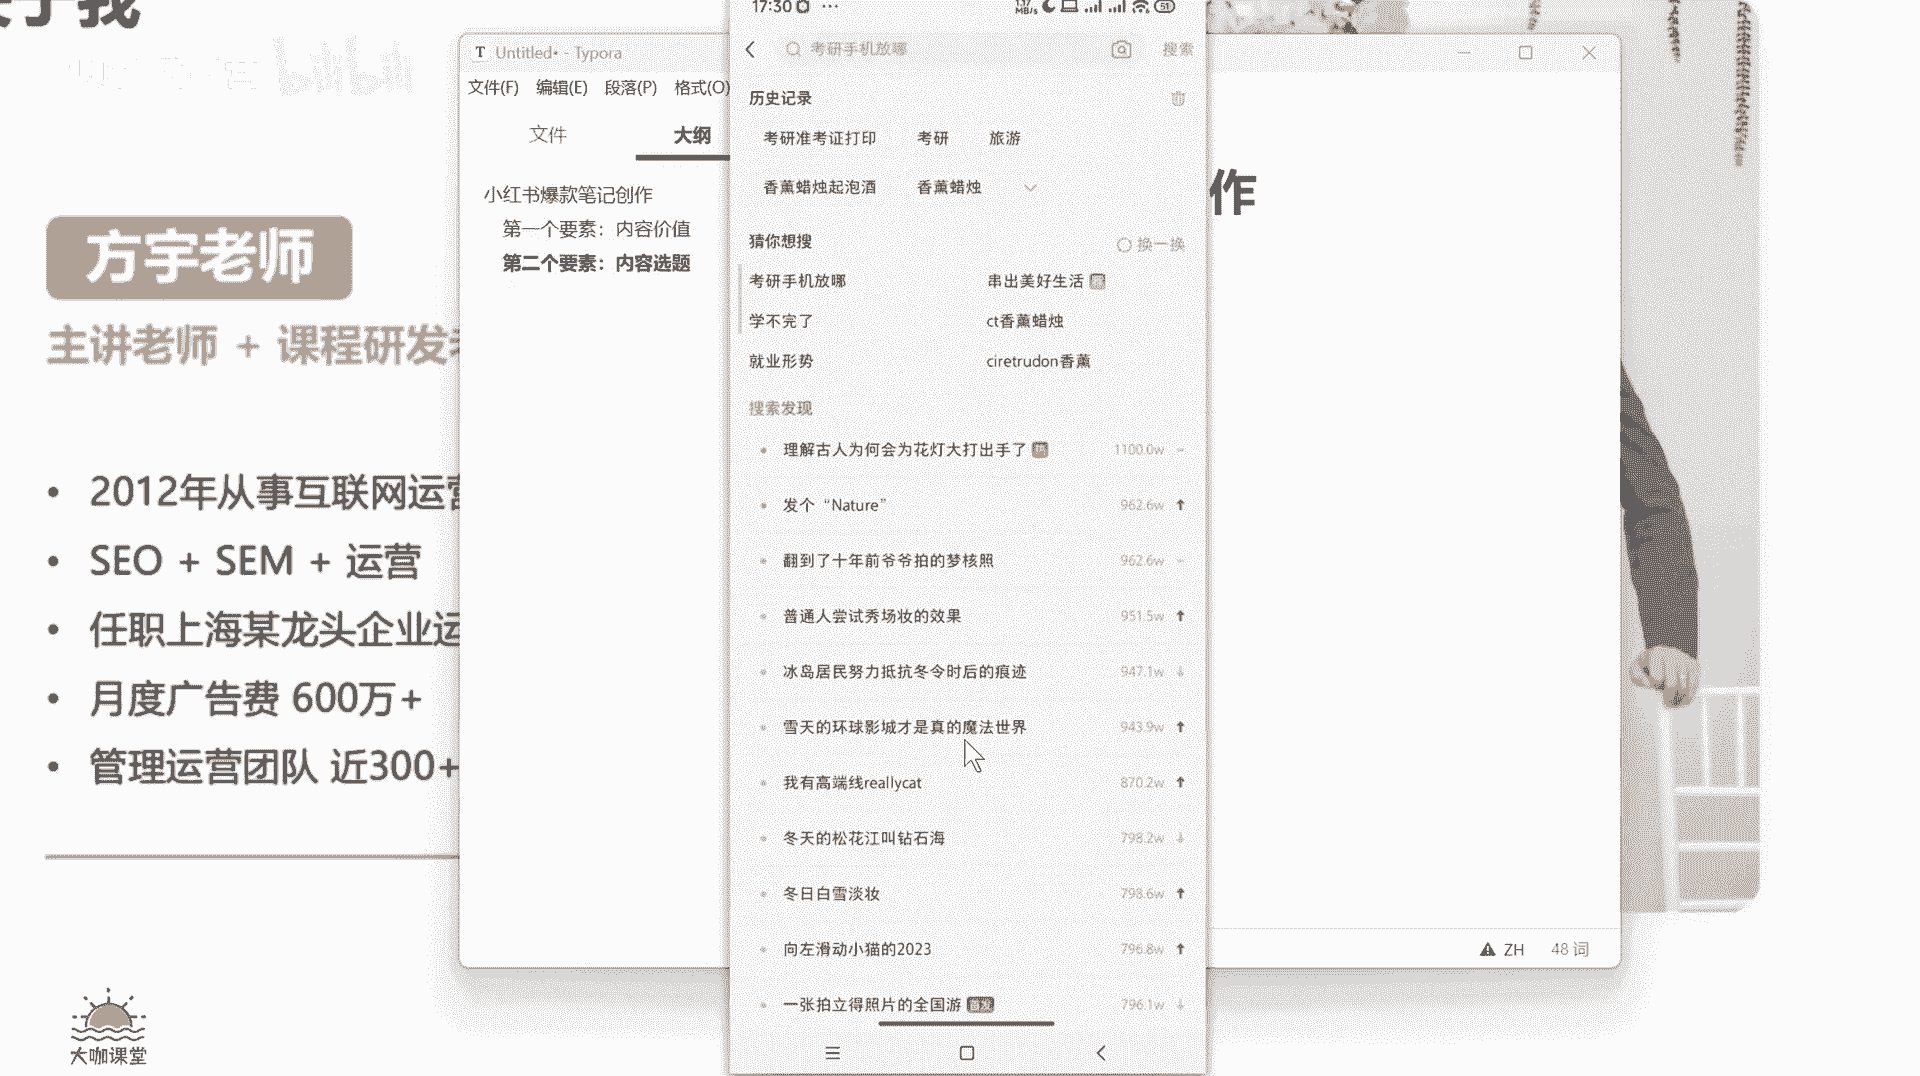 关于我
bilibili
方宇老师
主讲老师 + 课程研发
• 2012年从事互联网运营
• SEO + SEM + 运营
• 任职上海某龙头企业运
• 月度广告费 600万+
• 管理运营团队 近300+
大咖课堂
T Untitled• - Typora
文件(F) 编辑(E) 段落(P) 格式(O)
文件 大纲
小红书爆款笔记创作
第一个要素：内容价值
第二个要素：内容选题
作
ZH 48 词
17:30 ··· MB/s 51
考研手机放哪 搜索
历史记录
考研准考证打印 考研 旅游
香薰蜡烛起泡酒 香薰蜡烛
猜你想搜 换一换
考研手机放哪 串出美好生活
学不完了 ct香薰蜡烛
就业形势 ciretrudon香薰
搜索发现
• 理解古人为何会为花灯大打出手了 热 1100.0w -
• 发个“Nature” 962.6w ↑
• 翻到了十年前爷爷拍的梦核照 962.6w -
• 普通人尝试秀场妆的效果 951.5w ↑
• 冰岛居民努力抵抗冬令时后的痕迹 947.1w ↓
• 雪天的环球影城才是真的魔法世界 943.9w ↑
• 我有高端线reallycat 870.2w ↑
• 冬天的松花江叫钻石海 798.2w ↓
• 冬日白雪淡妆 798.6w ↑
• 向左滑动小猫的2023 796.8w ↑
• 一张拍立得照片的全国游 首发 796.1w ↓